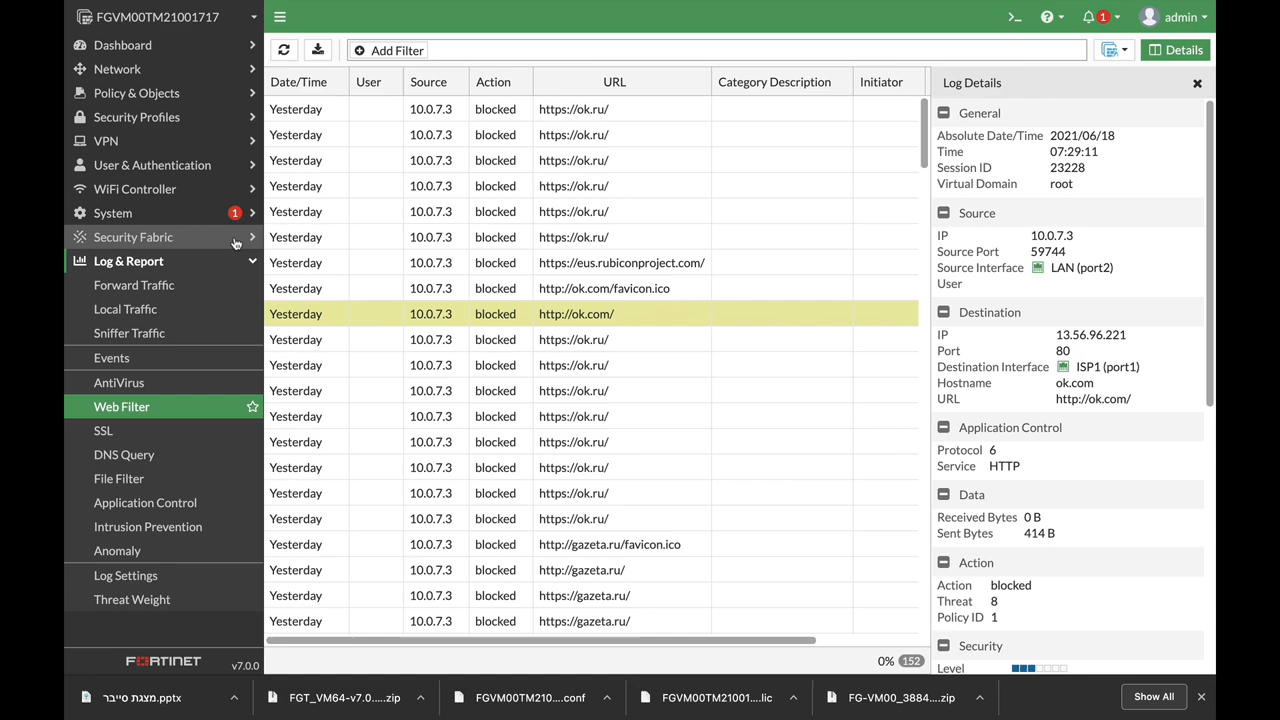 FGVM00TM21001717
Dashboard
Network
Policy & Objects
Security Profiles
VPN
User & Authentication
WiFi Controller
System 1
Security Fabric
Log & Report
Forward Traffic
Local Traffic
Sniffer Traffic
Events
AntiVirus
Web Filter
SSL
DNS Query
File Filter
Application Control
Intrusion Prevention
Anomaly
Log Settings
Threat Weight
FORTINET v7.0.0
>_ ? 1 admin
Add Filter Details
Date/Time User Source Action URL Category Description Initiator
Yesterday 10.0.7.3 blocked https://ok.ru/
Yesterday 10.0.7.3 blocked https://ok.ru/
Yesterday 10.0.7.3 blocked https://ok.ru/
Yesterday 10.0.7.3 blocked https://ok.ru/
Yesterday 10.0.7.3 blocked https://ok.ru/
Yesterday 10.0.7.3 blocked https://ok.ru/
Yesterday 10.0.7.3 blocked https://eus.rubiconproject.com/
Yesterday 10.0.7.3 blocked http://ok.com/favicon.ico
Yesterday 10.0.7.3 blocked http://ok.com/
Yesterday 10.0.7.3 blocked https://ok.ru/
Yesterday 10.0.7.3 blocked https://ok.ru/
Yesterday 10.0.7.3 blocked https://ok.ru/
Yesterday 10.0.7.3 blocked https://ok.ru/
Yesterday 10.0.7.3 blocked https://ok.ru/
Yesterday 10.0.7.3 blocked https://ok.ru/
Yesterday 10.0.7.3 blocked https://ok.ru/
Yesterday 10.0.7.3 blocked https://ok.ru/
Yesterday 10.0.7.3 blocked http://gazeta.ru/favicon.ico
Yesterday 10.0.7.3 blocked http://gazeta.ru/
Yesterday 10.0.7.3 blocked https://gazeta.ru/
Yesterday 10.0.7.3 blocked https://gazeta.ru/
0% 152
Log Details
General
Absolute Date/Time 2021/06/18
Time 07:29:11
Session ID 23228
Virtual Domain root
Source
IP 10.0.7.3
Source Port 59744
Source Interface LAN (port2)
User
Destination
IP 13.56.96.221
Port 80
Destination Interface ISP1 (port1)
Hostname ok.com
URL http://ok.com/
Application Control
Protocol 6
Service HTTP
Data
Received Bytes 0 B
Sent Bytes 414 B
Action
Action blocked
Threat 8
Policy ID 1
Security
Level
מצגת סייבר.pptx FGT_VM64-v7.0.....zip FGVM00TM210....conf FGVM00TM21001....lic FG-VM00_3884....zip Show All